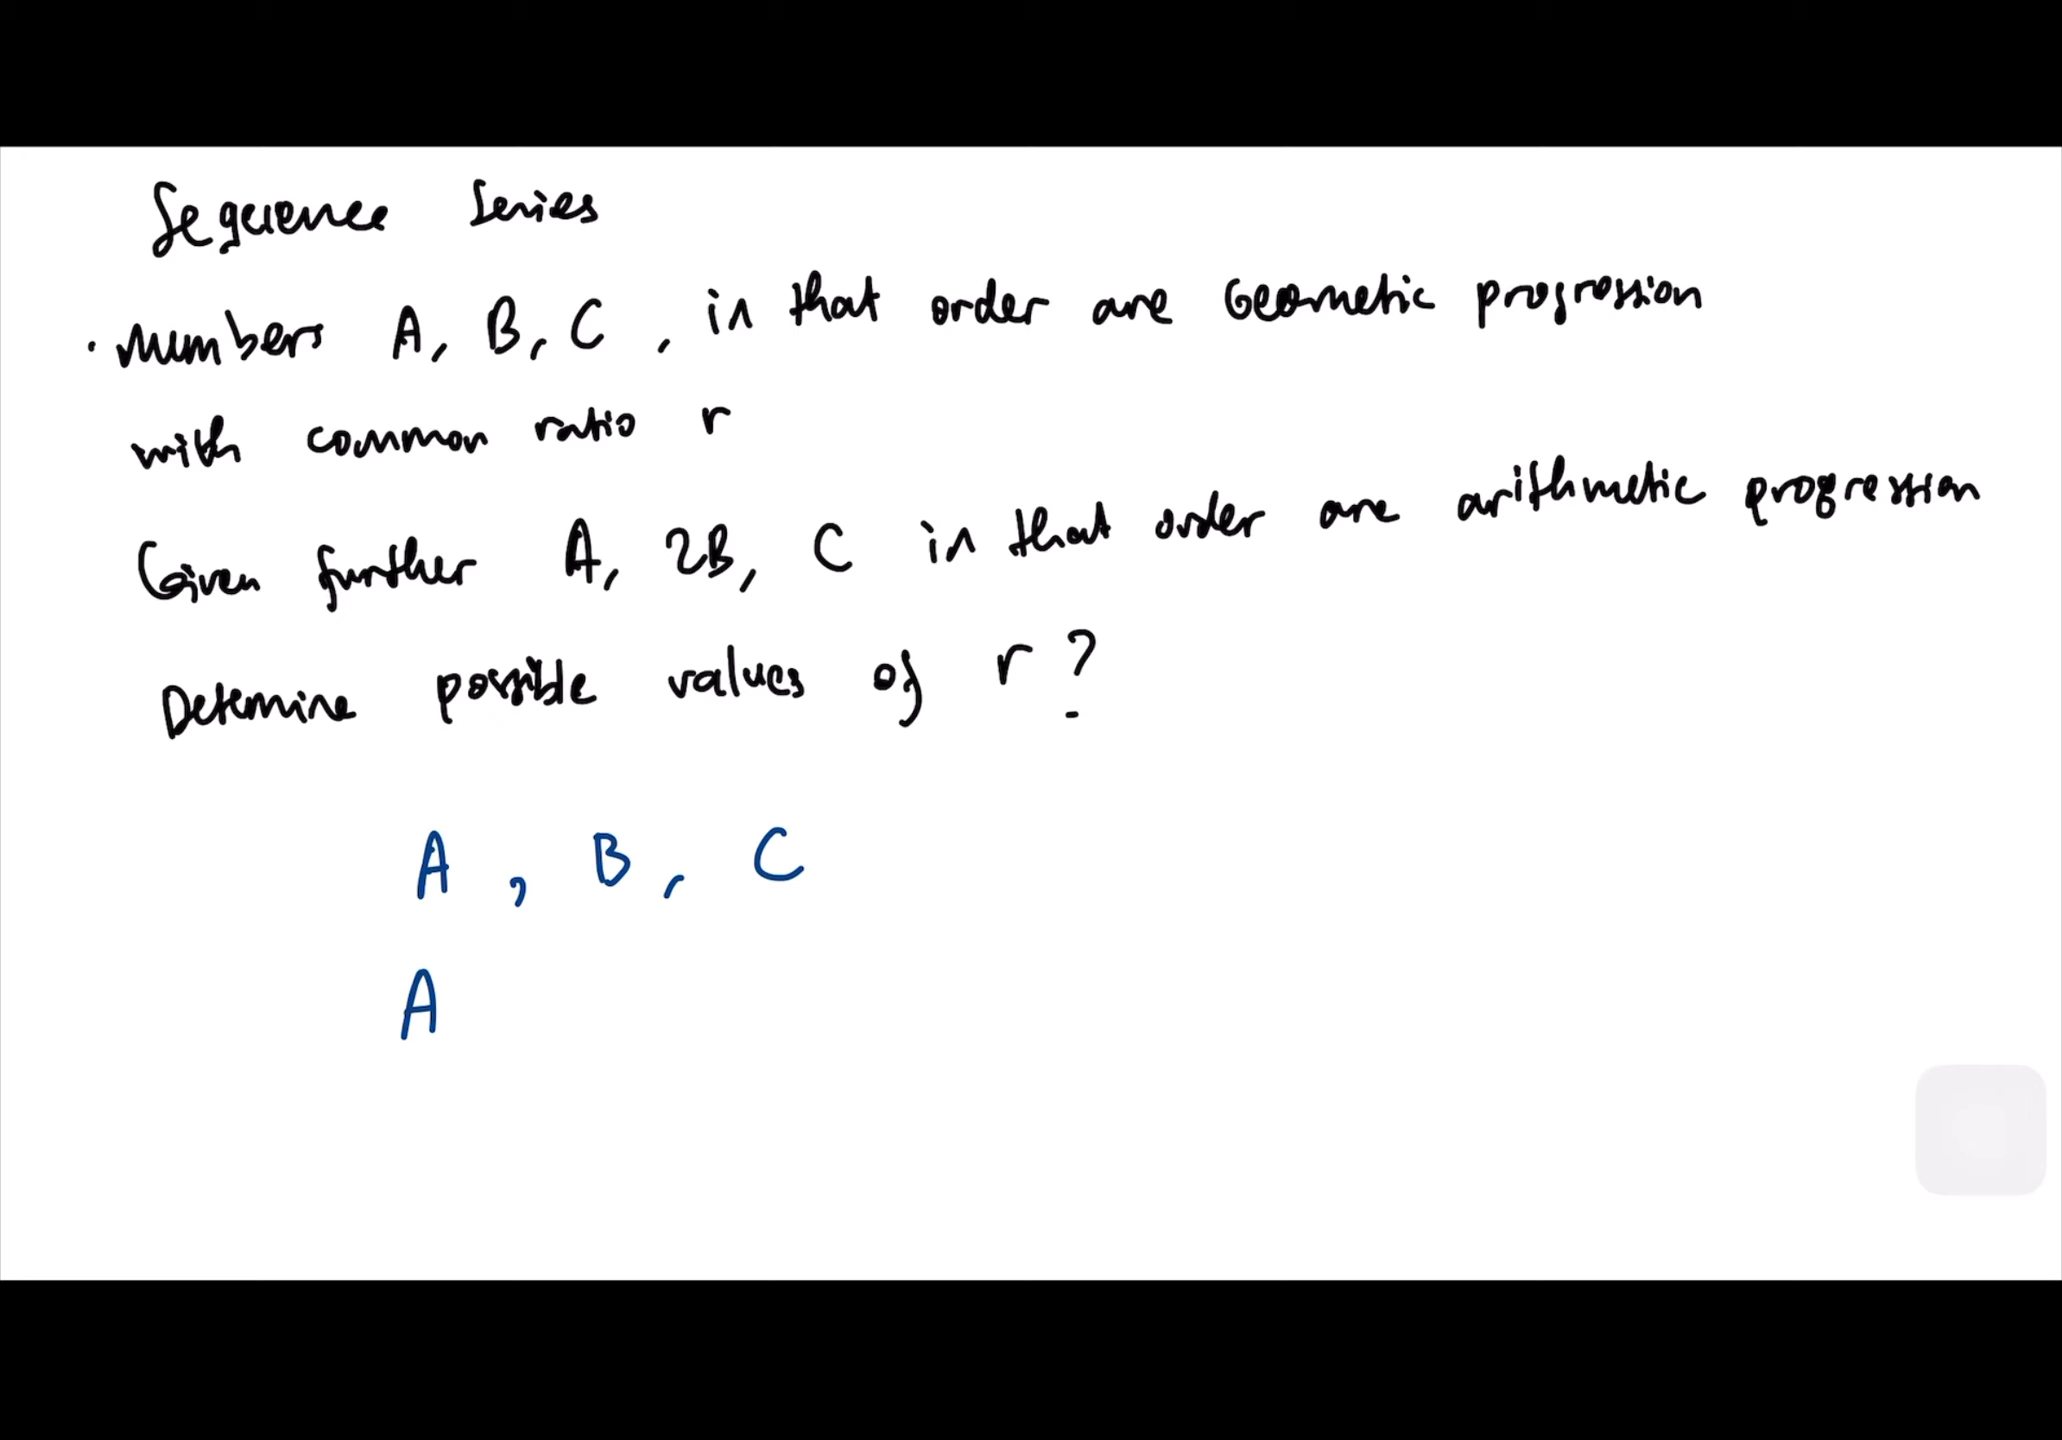 Sequence Series
. numbers A, B, C , in that order are Geometic progression
with common ratio r
Given further A, 2B, C in that order are arithmetic progression
Determine possible values of r ?
A , B , C
A